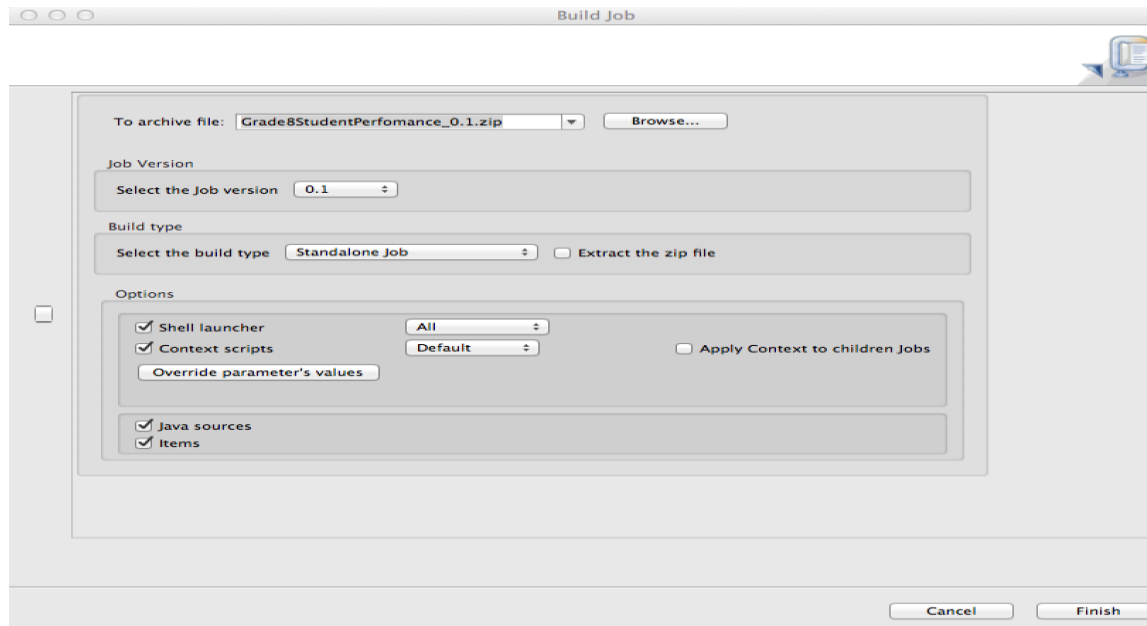 Build Job
To archive file: Grade8StudentPerfomance_0.1.zip Browse...
Job Version
Select the Job version 0.1
Build type
Select the build type Standalone Job Extract the zip file
Options
Shell launcher All
Context scripts Default Apply Context to children Jobs
Override parameter's values
Java sources
Items
Cancel Finish